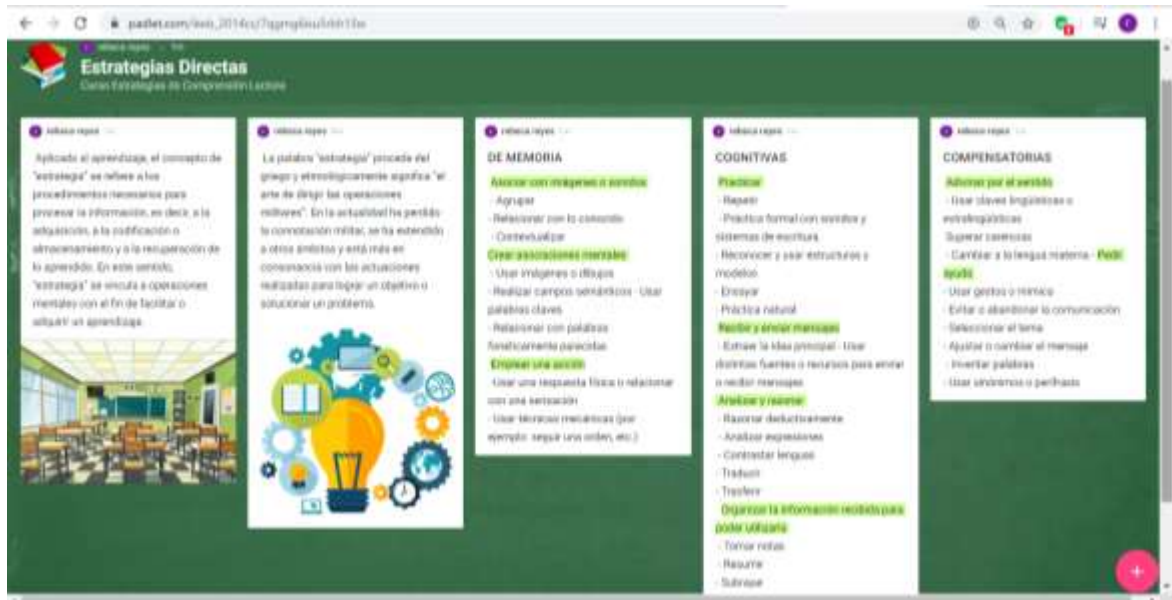 rebeca reyes
Estrategias Directas
Curso Estrategias de Comprensión Lectora
rebeca reyes
Aplicado al aprendizaje, el concepto de
"estrategia" se refiere a los
procedimientos necesarios para
procesar la información, es decir, a la
adquisición, a la codificación o
almacenamiento y a la recuperación de
lo aprendido. En este sentido,
"estrategia" se vincula a operaciones
mentales con el fin de facilitar o
adquirir un aprendizaje.
rebeca reyes
La palabra "estrategia" procede del
griego y etimológicamente significa "el
arte de dirigir las operaciones
militares". En la actualidad ha perdido
la connotación militar, se ha extendido
a otros ámbitos y está más en
consonancia con las actuaciones
realizadas para lograr un objetivo o
solucionar un problema.
rebeca reyes
DE MEMORIA
Asociar con imágenes o sonidos
- Agrupar
- Relacionar con lo conocido
- Contextualizar
Crear asociaciones mentales
- Usar imágenes o dibujos
- Realizar campos semánticos - Usar
palabras claves
- Relacionar con palabras
fonéticamente parecidas
Emplear una acción
- Usar una respuesta física o relacionar
con una sensación
- Usar técnicas mecánicas (por
ejemplo: seguir una orden, etc.)
rebeca reyes
COGNITIVAS
Practicar
- Repetir
- Práctica formal con sonidos y
sistemas de escritura
- Reconocer y usar estructuras y
modelos
- Ensayar
- Práctica natural
Recibir y enviar mensajes
- Extraer la idea principal - Usar
distintas fuentes o recursos para enviar
o recibir mensajes
Analizar y razonar
- Razonar deductivamente
- Analizar expresiones
- Contrastar lenguas
- Traducir
- Trasferir
Organizar la información recibida para
poder utilizarla
- Tomar notas
- Resumir
- Subrayar
rebeca reyes
COMPENSATORIAS
Adivinar por el sentido
- Usar claves lingüísticas o
extralingüísticas
Superar carencias
- Cambiar a la lengua materna - Pedir
ayuda
- Usar gestos o mímica
- Evitar o abandonar la comunicación
- Seleccionar el tema
- Ajustar o cambiar el mensaje
- Inventar palabras
- Usar sinónimos o perífrasis